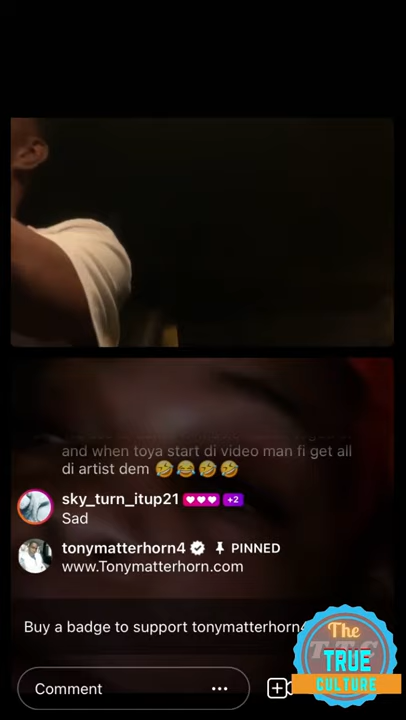 and when toya start di video man fi get all
di artist dem 🤣😂🤣🤣
sky_turn_itup21 +2
Sad
tonymatterhorn4 PINNED
www.Tonymatterhorn.com
Buy a badge to support tonymatterhorn4
Comment
The
TRUE
CULTURE